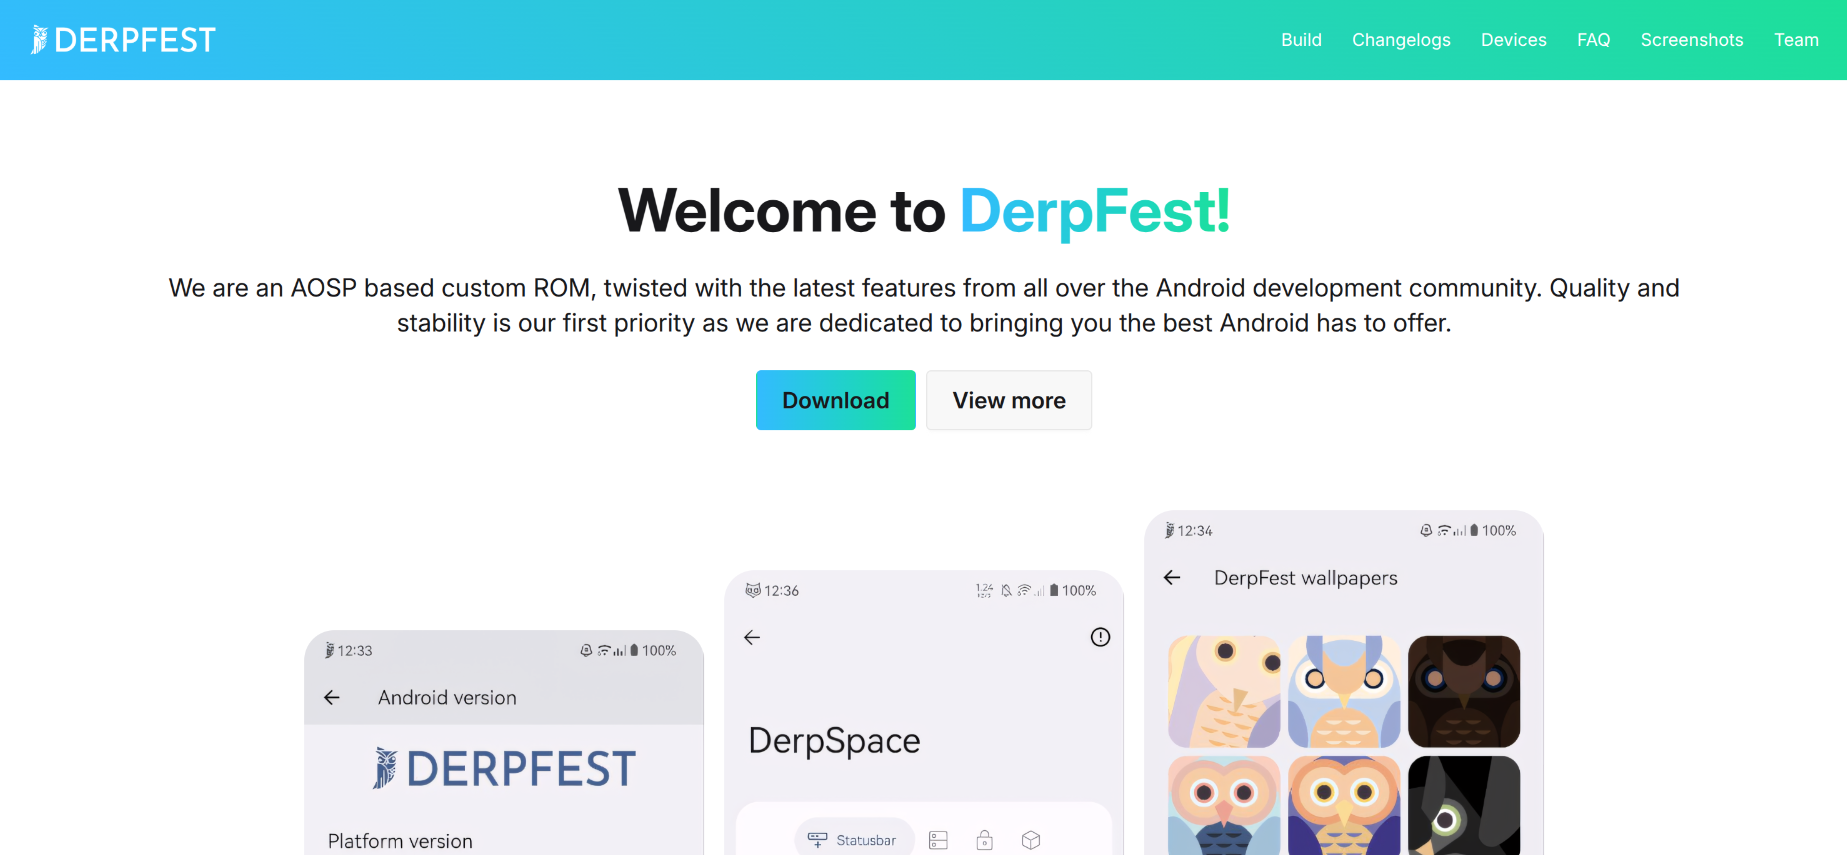 DERPFEST
Build Changelogs Devices FAQ Screenshots Team
Welcome to DerpFest!
We are an AOSP based custom ROM, twisted with the latest features from all over the Android development community. Quality and
stability is our first priority as we are dedicated to bringing you the best Android has to offer.
Download View more
12:33 100%
Android version
DERPFEST
Platform version
12:36 1.24 100%
DerpSpace
Statusbar
12:34 100%
DerpFest wallpapers